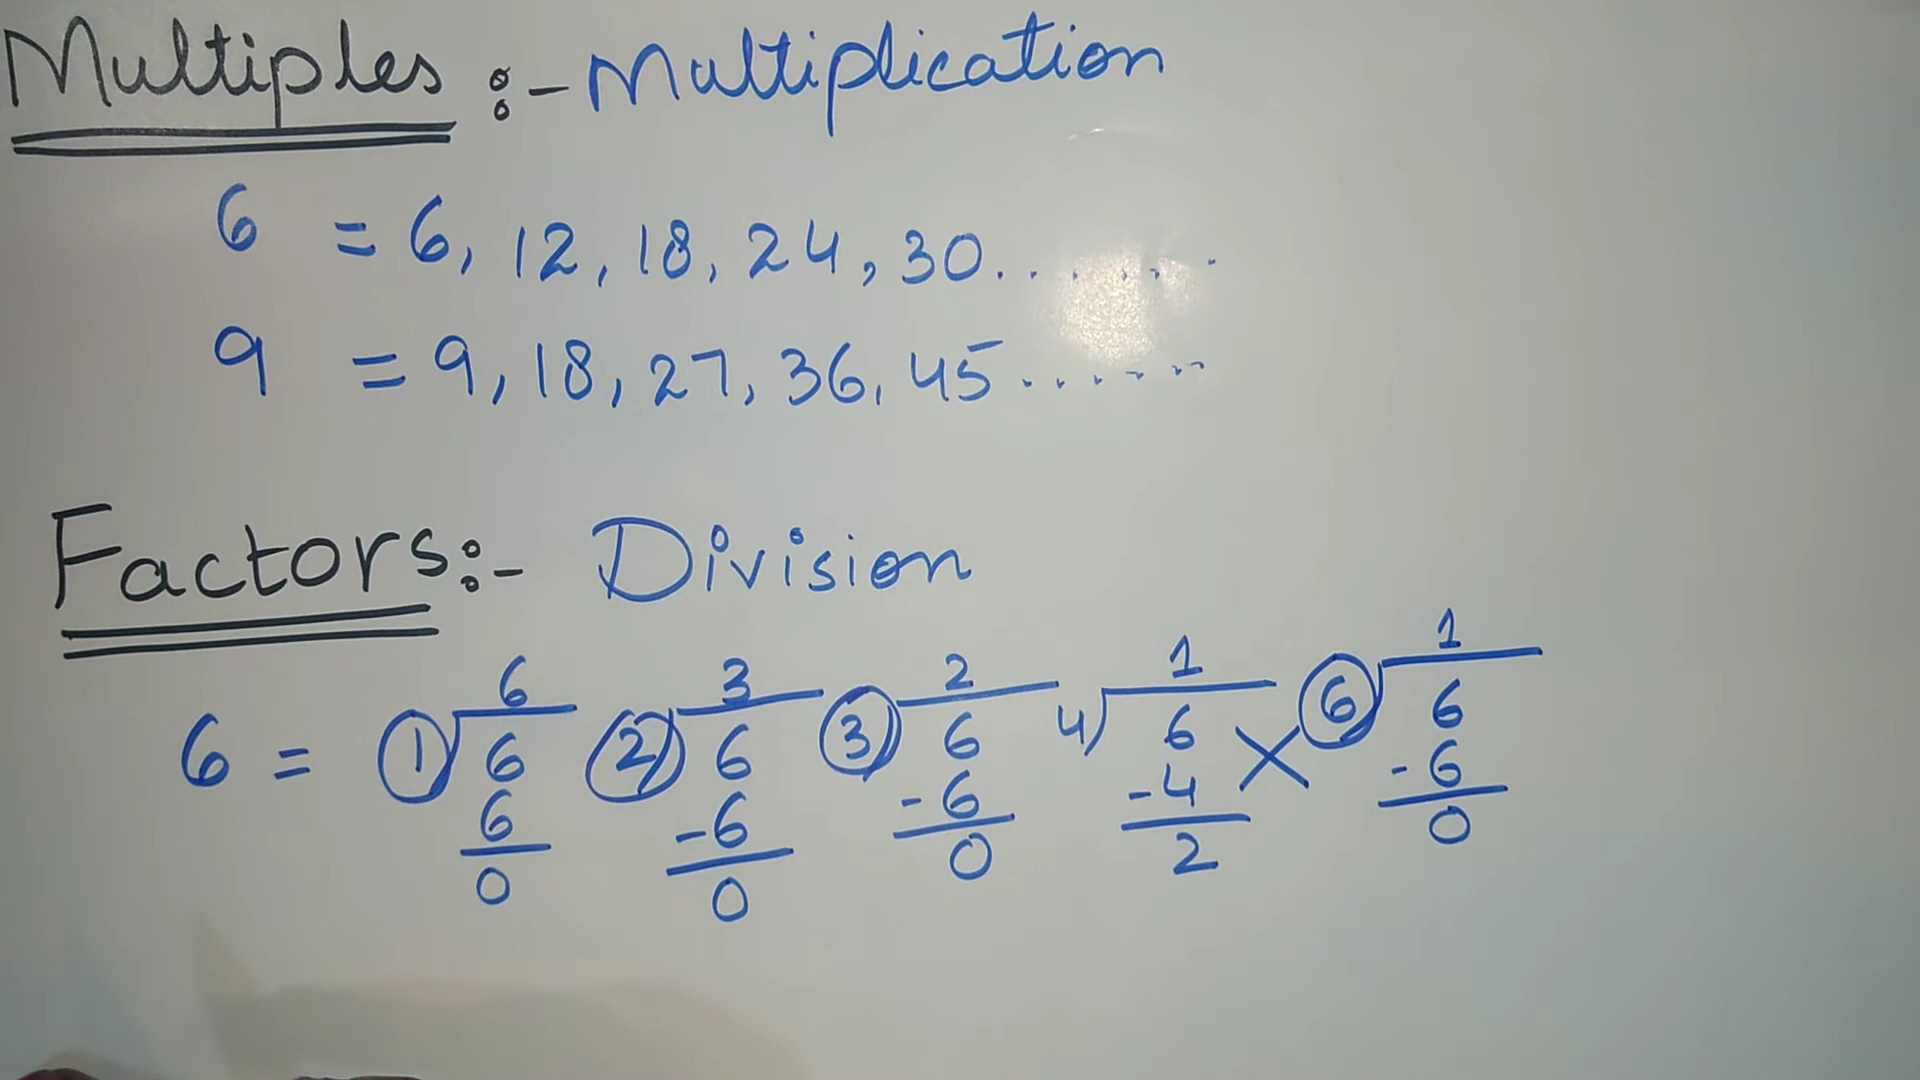 Multiples :- Multiplication
6 = 6, 12, 18, 24, 30.......
9 = 9, 18, 27, 36, 45.......
Factors:- Division
6 3 2 1 1
6 = 1)6 2)6 3)6 4)6 × 6)6
6 -6 -6 -4 -6
0 0 0 2 0